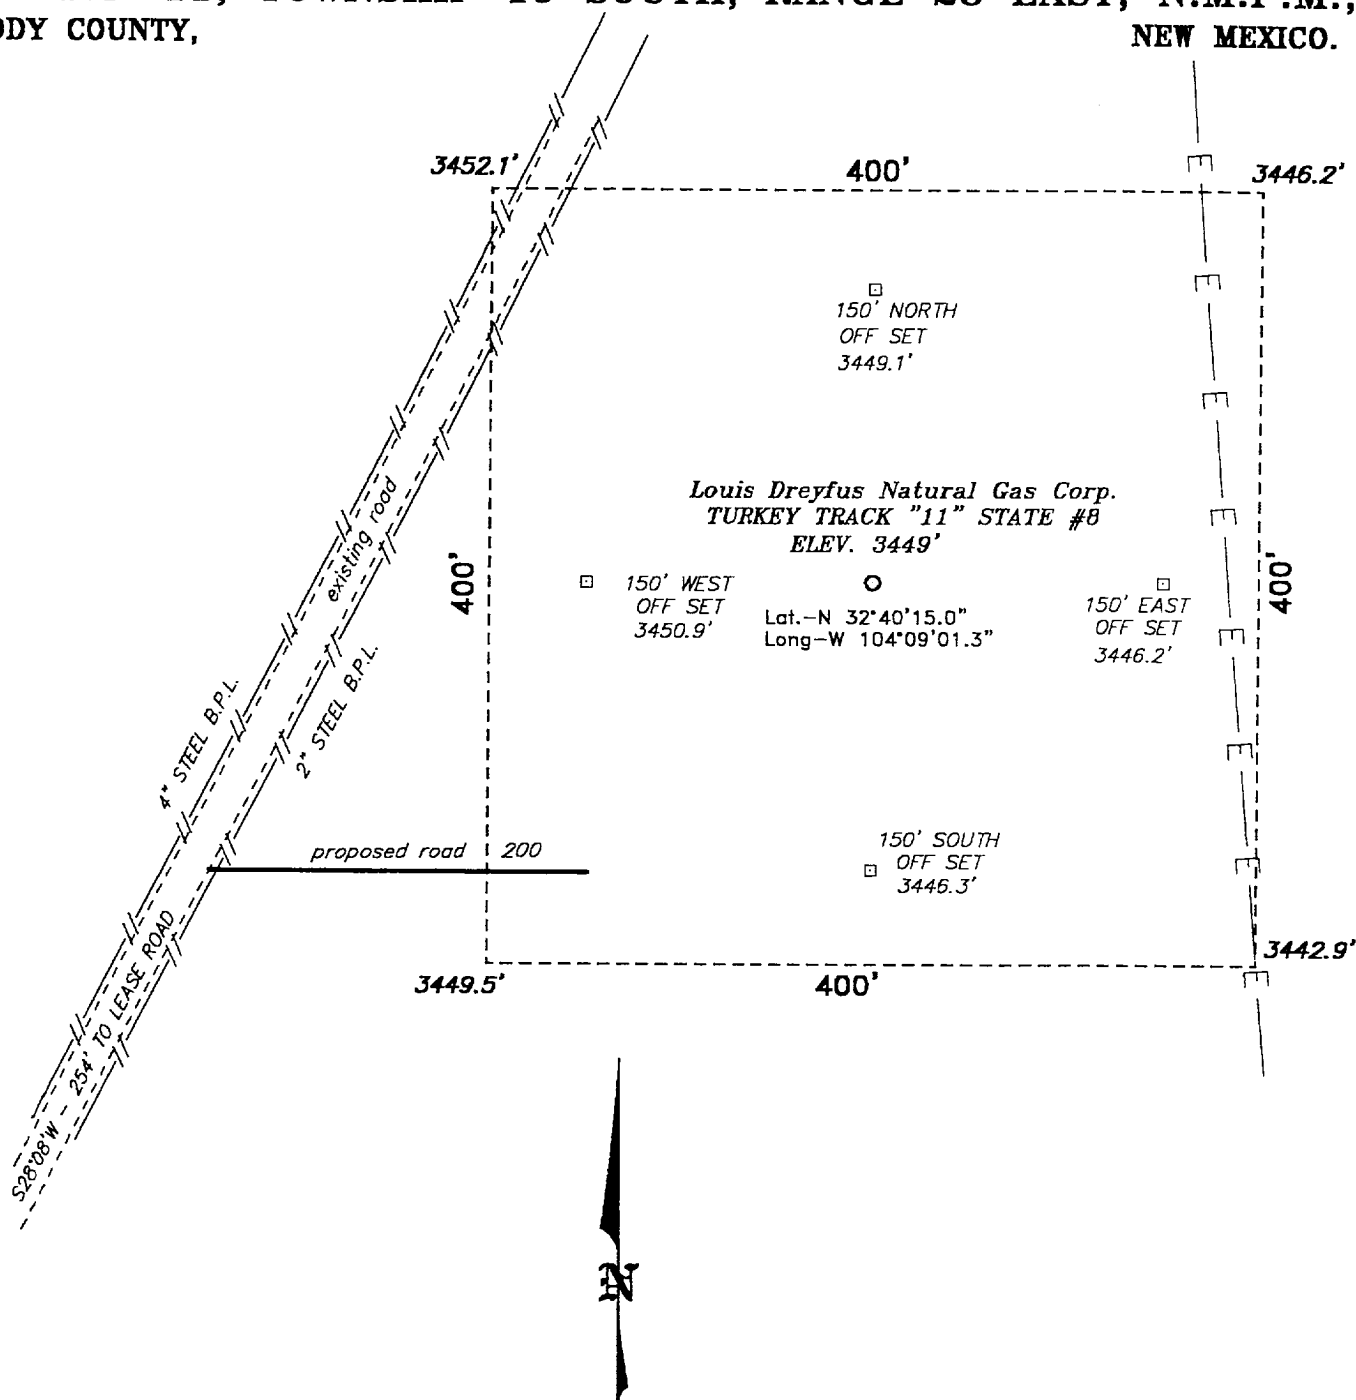 SOUTH, RANGE 28 EAST, N.M.P.M.,
COUNTY,
NEW MEXICO.
3452.1'
400'
3446.2'
150' NORTH
OFF SET
3449.1'
Louis Dreyfus Natural Gas Corp.
TURKEY TRACK "11" STATE #8
ELEV. 3449'
existing road
400'
150' WEST
OFF SET
3450.9'
Lat.-N 32°40'15.0"
Long-W 104°09'01.3"
150' EAST
OFF SET
3446.2'
400'
4" STEEL B.P.L.
2" STEEL B.P.L.
proposed road 200
150' SOUTH
OFF SET
3446.3'
S28°08'W - 254' TO LEASE ROAD
3449.5'
400'
3442.9'
N